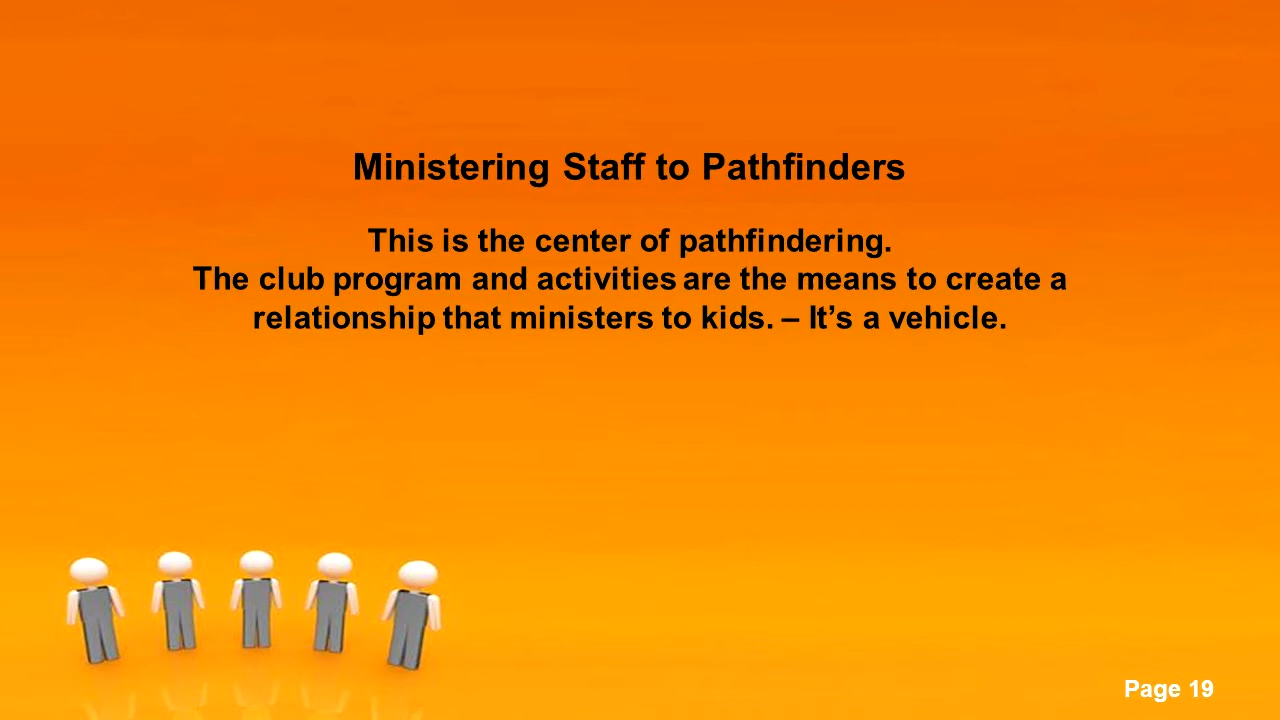 Ministering Staff to Pathfinders
This is the center of pathfindering.
The club program and activities are the means to create a
relationship that ministers to kids. – It’s a vehicle.
Page 19